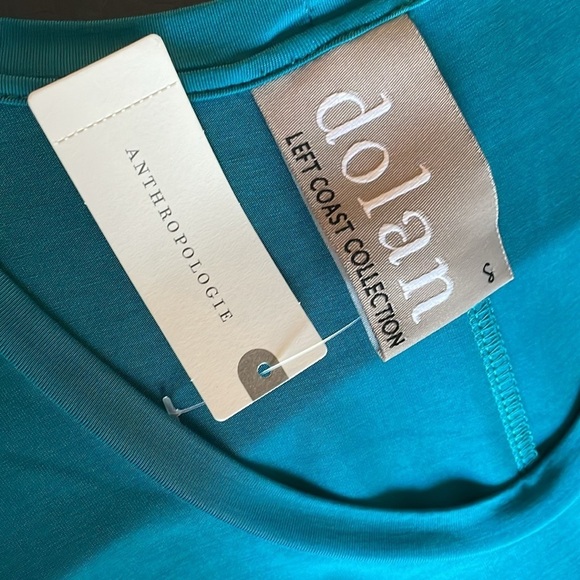 ANTHROPOLOGIE
dolan
LEFT COAST COLLECTION
S